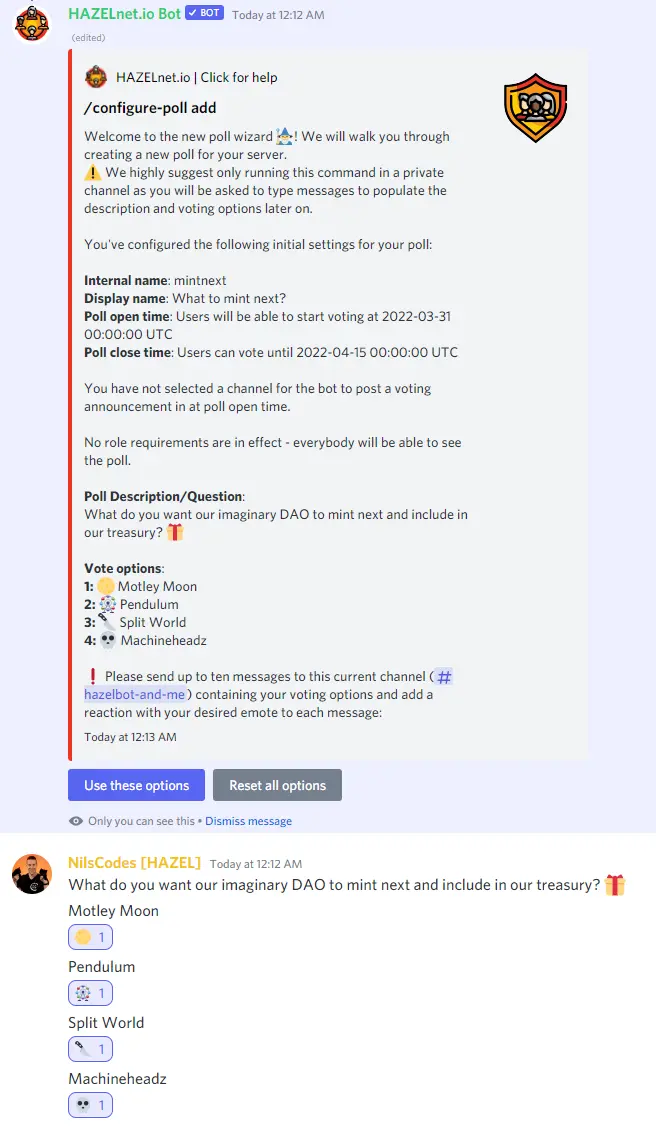 HAZELnet.io Bot ✓ BOT Today at 12:12 AM
(edited)
HAZELnet.io | Click for help
/configure-poll add
Welcome to the new poll wizard 🧙‍♂️! We will walk you through
creating a new poll for your server.
⚠️ We highly suggest only running this command in a private
channel as you will be asked to type messages to populate the
description and voting options later on.
You've configured the following initial settings for your poll:
Internal name: mintnext
Display name: What to mint next?
Poll open time: Users will be able to start voting at 2022-03-31
00:00:00 UTC
Poll close time: Users can vote until 2022-04-15 00:00:00 UTC
You have not selected a channel for the bot to post a voting
announcement in at poll open time.
No role requirements are in effect - everybody will be able to see
the poll.
Poll Description/Question:
What do you want our imaginary DAO to mint next and include in
our treasury? 🎁
Vote options:
1: 🌕 Motley Moon
2: 🎡 Pendulum
3: 🔪 Split World
4: 💀 Machineheadz
❗ Please send up to ten messages to this current channel (#
hazelbot-and-me) containing your voting options and add a
reaction with your desired emote to each message:
Today at 12:13 AM
Use these options Reset all options
Only you can see this • Dismiss message
NilsCodes [HAZEL] Today at 12:12 AM
What do you want our imaginary DAO to mint next and include in our treasury? 🎁
Motley Moon
🌕 1
Pendulum
🎡 1
Split World
🔪 1
Machineheadz
💀 1